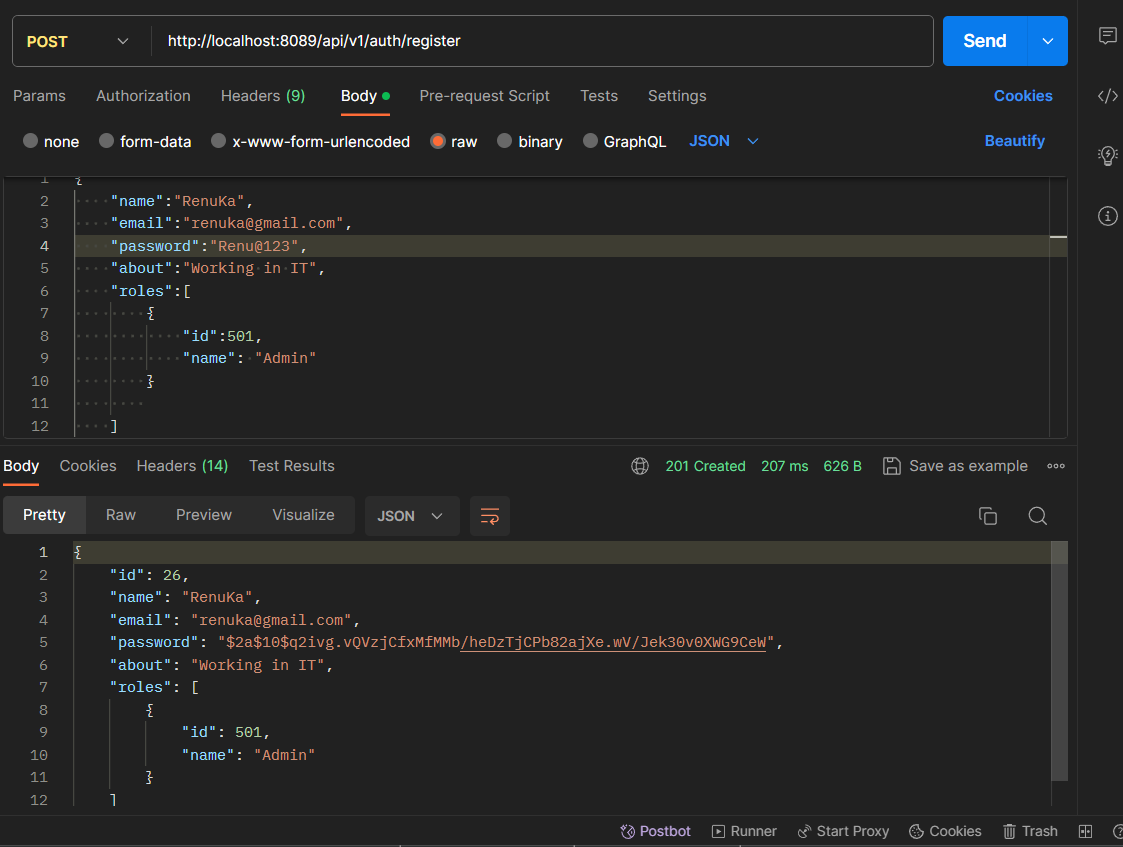 POST
http://localhost:8089/api/v1/auth/register
Send
Params Authorization Headers (9) Body Pre-request Script Tests Settings Cookies
none form-data x-www-form-urlencoded raw binary GraphQL JSON Beautify
1 {
2 "name":"RenuKa",
3 "email":"renuka@gmail.com",
4 "password":"Renu@123",
5 "about":"Working in IT",
6 "roles":[
7 {
8 "id":501,
9 "name": "Admin"
10 }
11
12 ]
Body Cookies Headers (14) Test Results 201 Created 207 ms 626 B Save as example
Pretty Raw Preview Visualize JSON
1 {
2 "id": 26,
3 "name": "RenuKa",
4 "email": "renuka@gmail.com",
5 "password": "$2a$10$q2ivg.vQVzjCfxMfMMb/heDzTjCPb82ajXe.wV/Jek30v0XWG9CeW",
6 "about": "Working in IT",
7 "roles": [
8 {
9 "id": 501,
10 "name": "Admin"
11 }
12 ]
Postbot Runner Start Proxy Cookies Trash